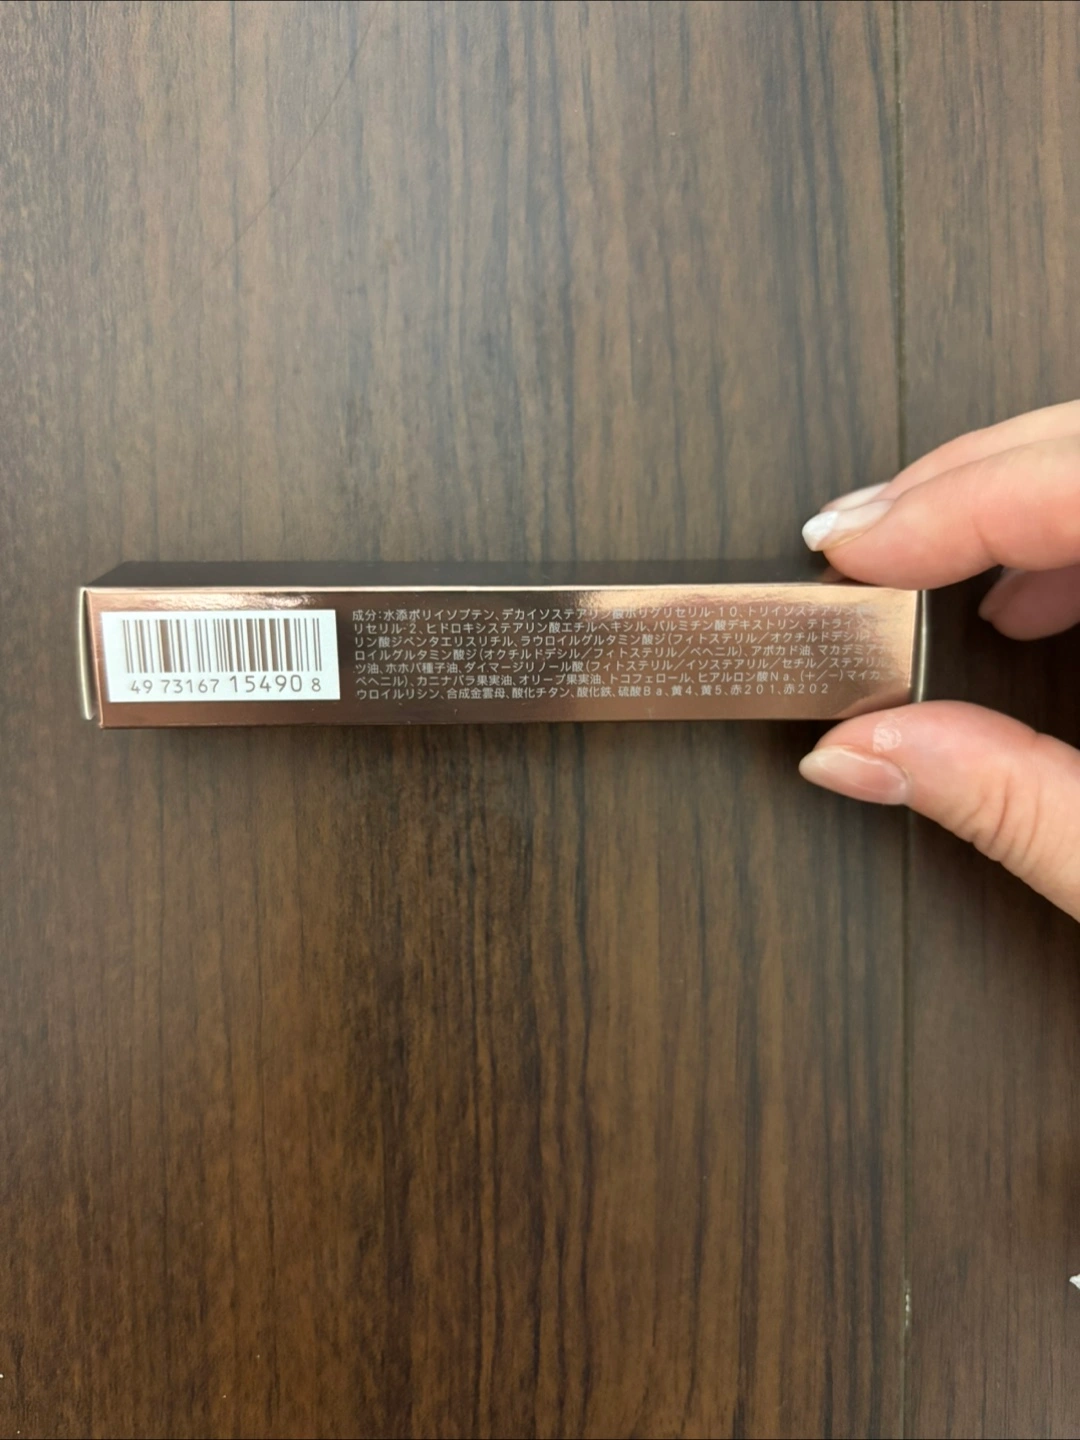 成分:水添ポリイソブテン、デカイソステアリン酸ポリグリセリル-10、トリイソステアリン
リセリル-2、ヒドロキシステアリン酸エチルヘキシル、パルミチン酸デキストリン、テトライソ
リン酸ジペンタエリスリチル、ラウロイルグルタミン酸ジ(フィトステリル/オクチルドデシル)
ロイルグルタミン酸ジ(オクチルドデシル/フィトステリル/ベヘニル)、アボカド油、マカデミアナ
ツ油、ホホバ種子油、ダイマージリノール酸(フィトステリル/イソステアリル/セチル/ステアリル
ベヘニル)、カニナバラ果実油、オリーブ果実油、トコフェロール、ヒアルロン酸Na、(+/−)マイカ、
ウロイルリシン、合成金雲母、酸化チタン、酸化鉄、硫酸Ba、黄4、黄5、赤201、赤202
49 73167 15490 8